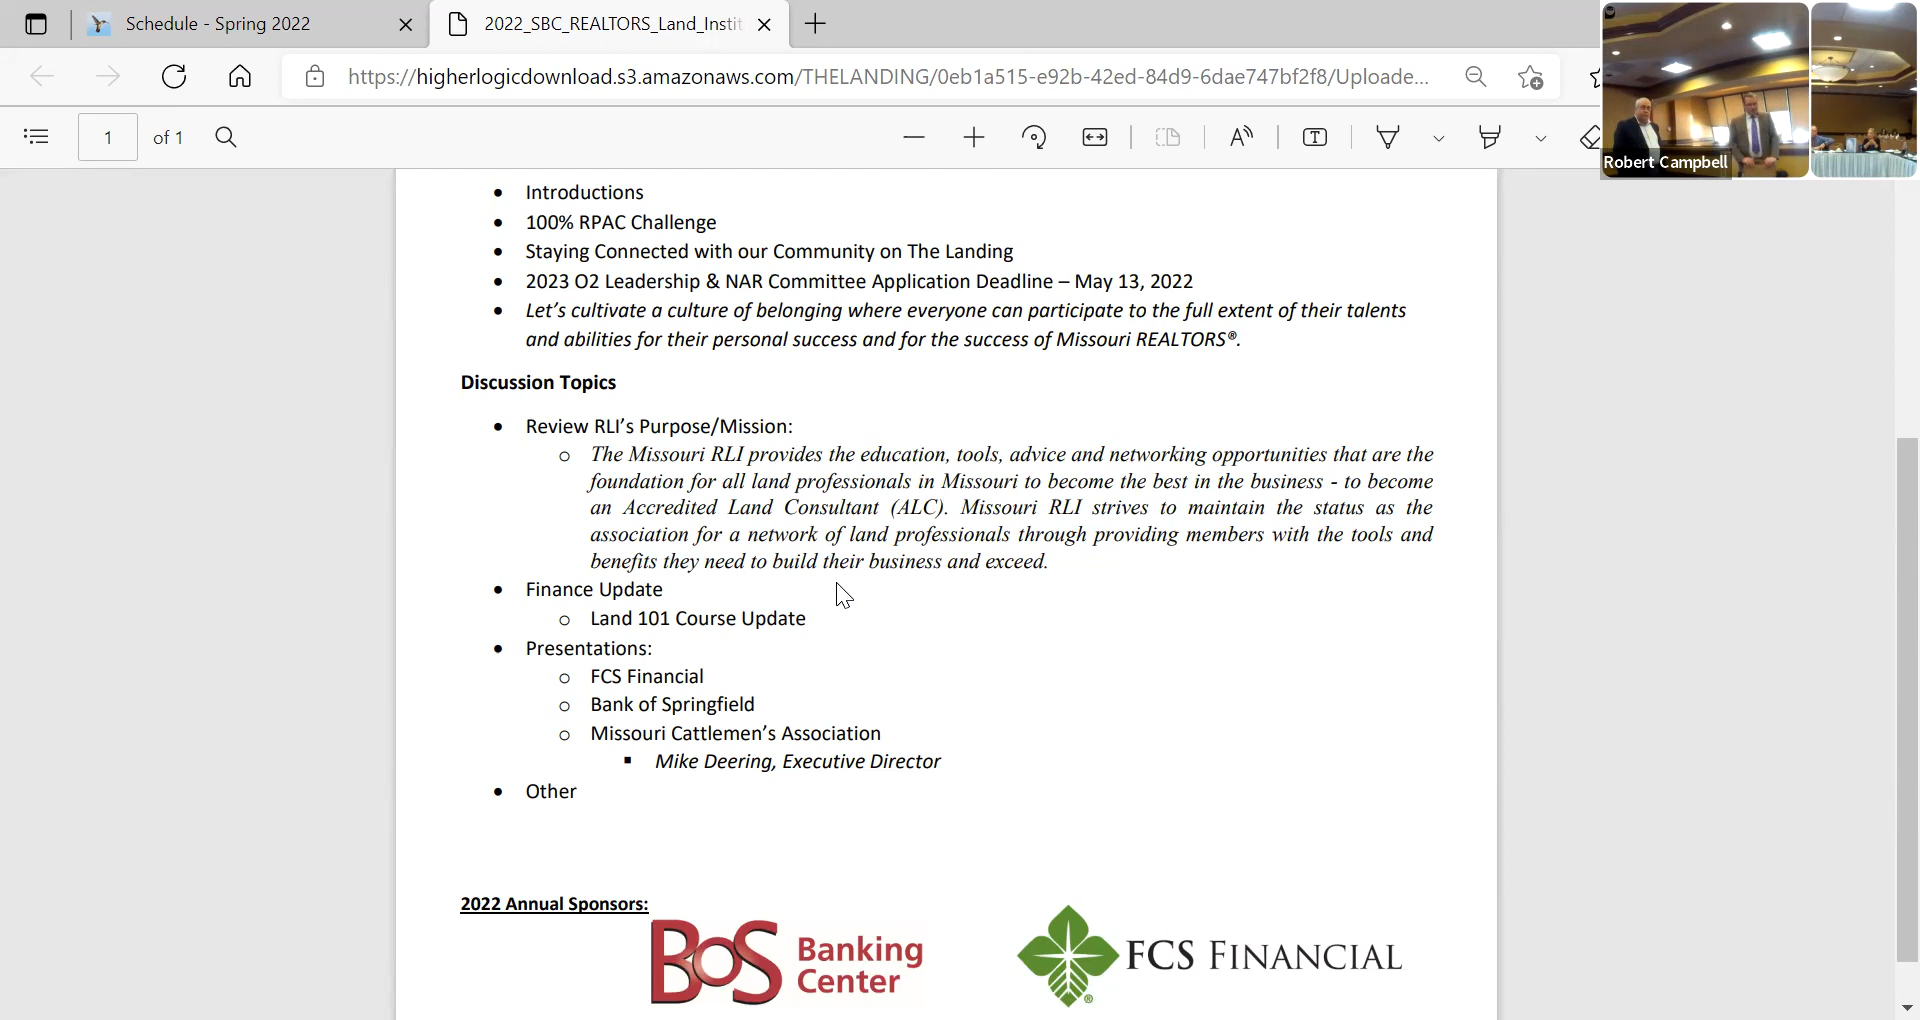 Schedule - Spring 2022
2022_SBC_REALTORS_Land_Instit
https://higherlogicdownload.s3.amazonaws.com/THELANDING/0eb1a515-e92b-42ed-84d9-6dae747bf2f8/Uploade...
1 of 1
Robert Campbell
• Introductions
• 100% RPAC Challenge
• Staying Connected with our Community on The Landing
• 2023 O2 Leadership & NAR Committee Application Deadline – May 13, 2022
• Let's cultivate a culture of belonging where everyone can participate to the full extent of their talents
and abilities for their personal success and for the success of Missouri REALTORS®.
Discussion Topics
• Review RLI's Purpose/Mission:
o The Missouri RLI provides the education, tools, advice and networking opportunities that are the
foundation for all land professionals in Missouri to become the best in the business - to become
an Accredited Land Consultant (ALC). Missouri RLI strives to maintain the status as the
association for a network of land professionals through providing members with the tools and
benefits they need to build their business and exceed.
• Finance Update
o Land 101 Course Update
• Presentations:
o FCS Financial
o Bank of Springfield
o Missouri Cattlemen's Association
▪ Mike Deering, Executive Director
• Other
2022 Annual Sponsors:
BOS Banking
Center
FCS FINANCIAL
®